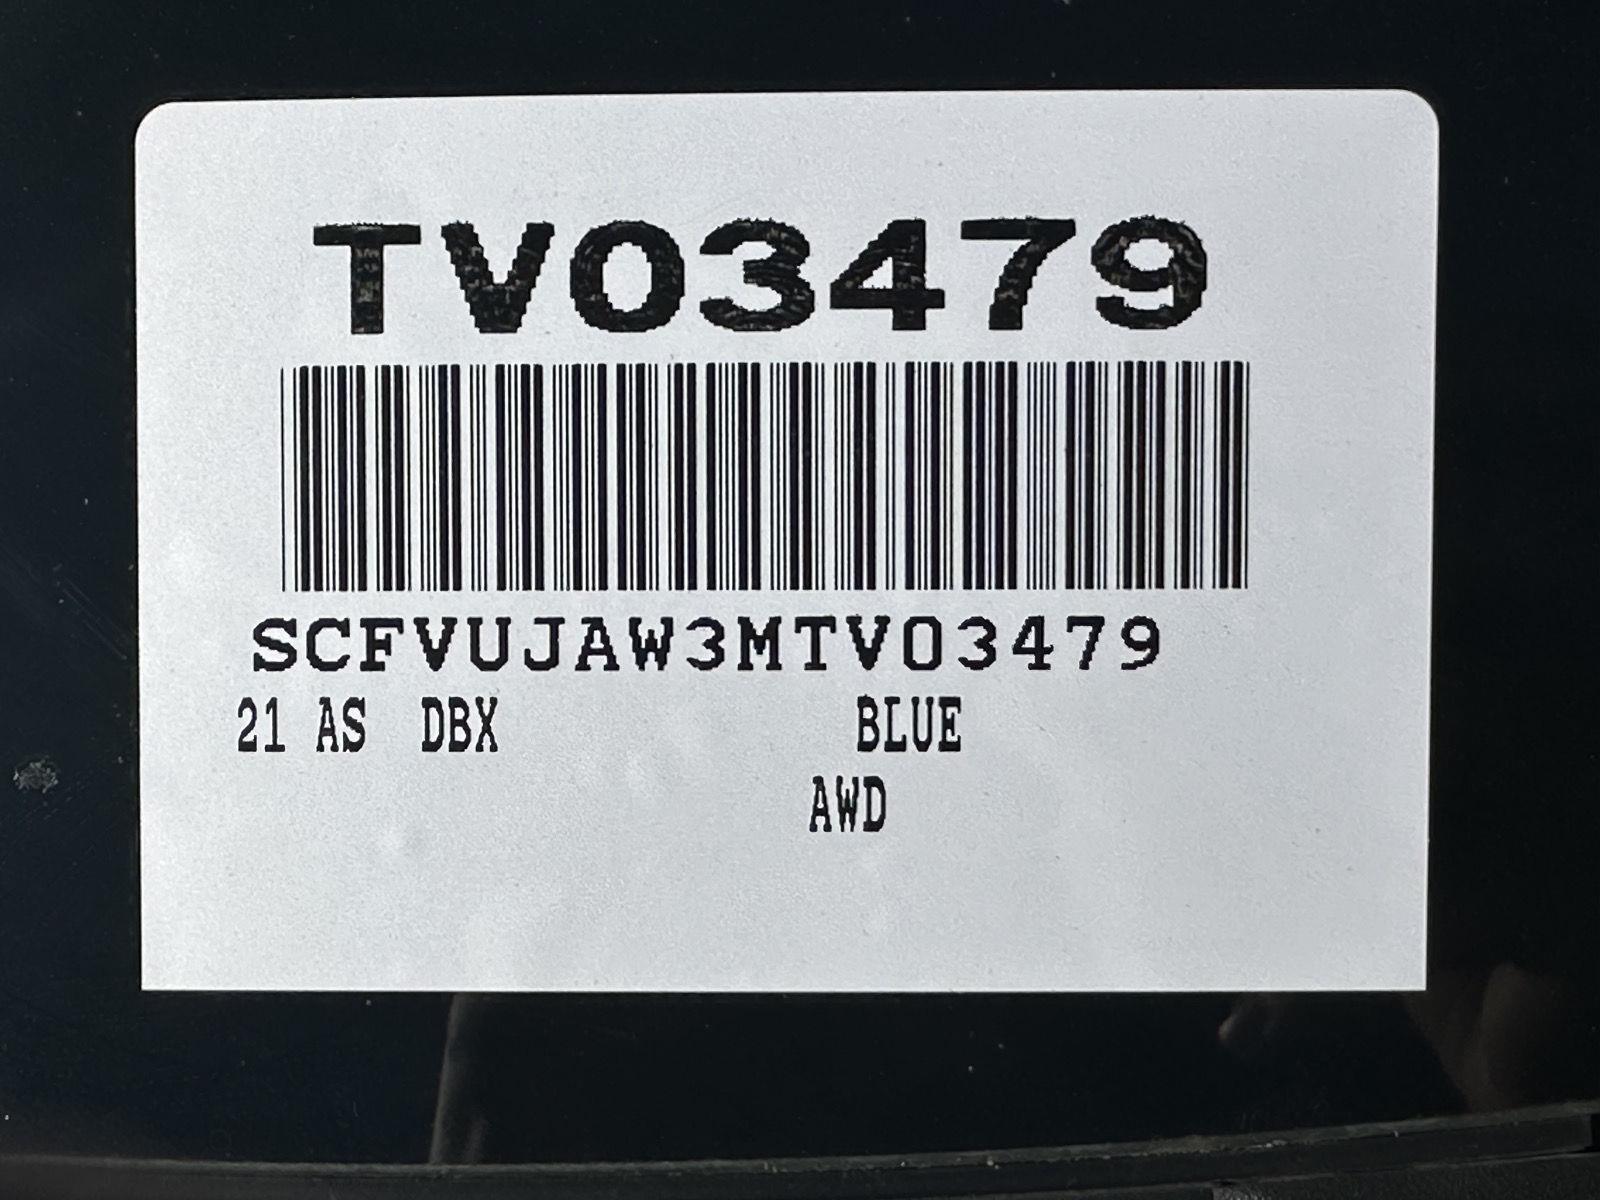 TV03479
SCFVUJAW3MTV03479
21 AS DBX BLUE
AWD